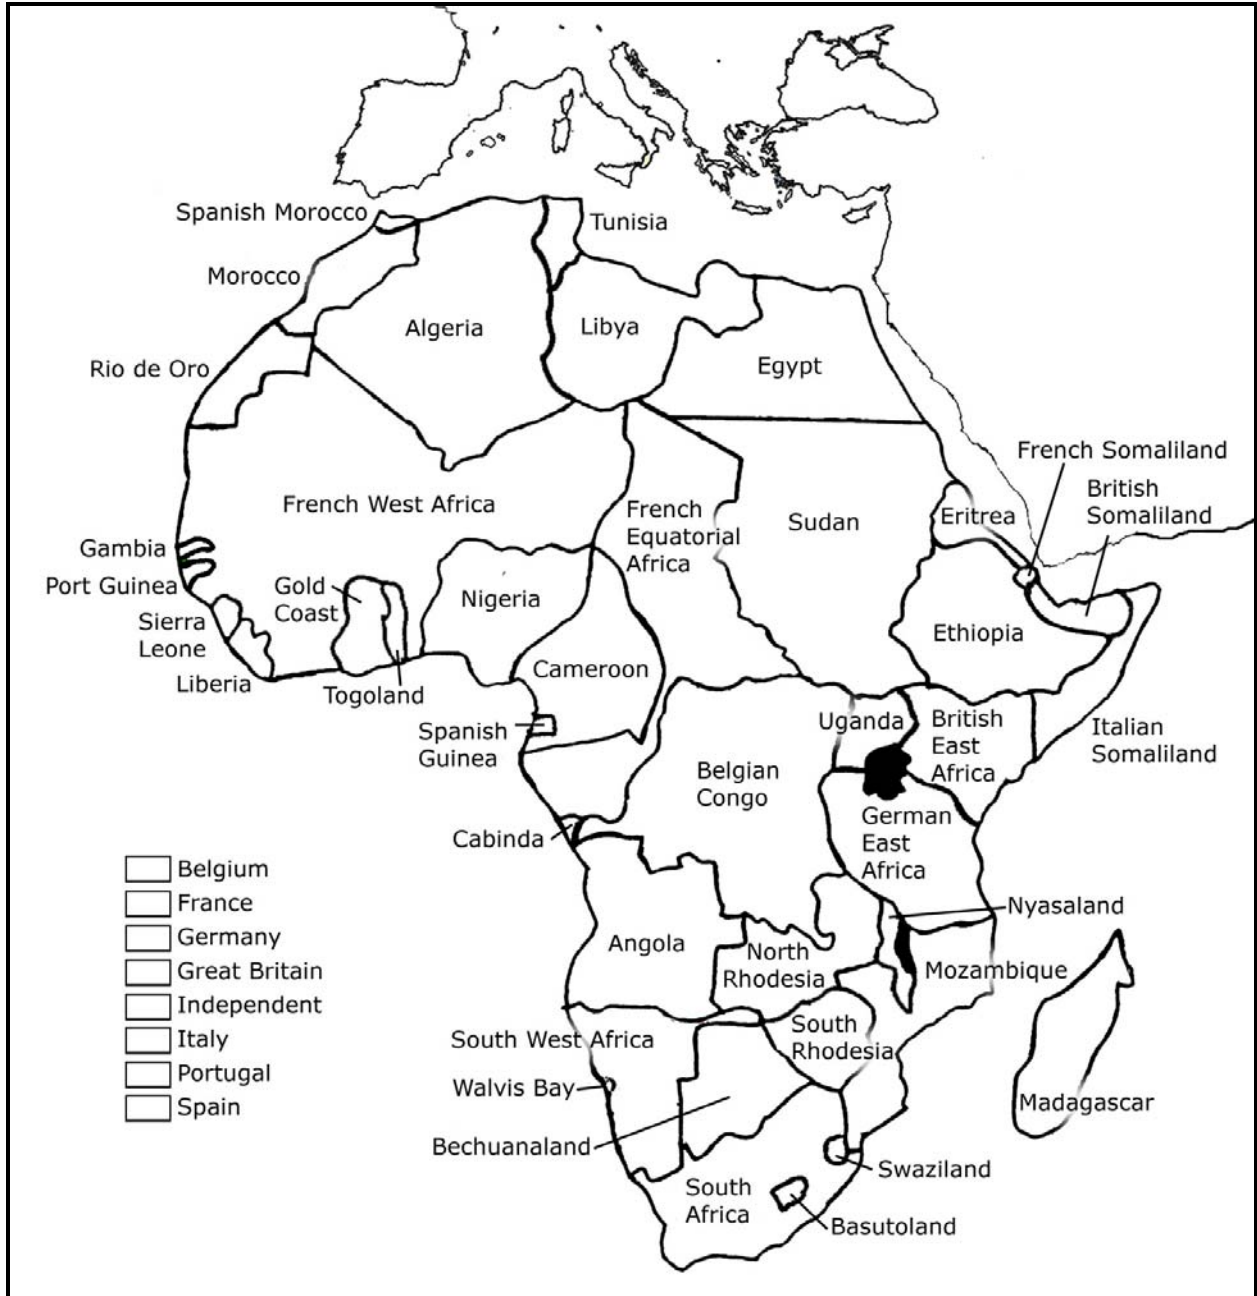 Spanish Morocco
Tunisia
Morocco
Algeria
Libya
Rio de Oro
Egypt
French Somaliland
British
Somaliland
French West Africa
French
Equatorial
Africa
Sudan
Eritrea
Gambia
Port Guinea
Gold
Coast
Nigeria
Sierra
Leone
Ethiopia
Liberia
Togoland
Cameroon
Spanish
Guinea
Uganda
British
East
Africa
Italian
Somaliland
Belgian
Congo
Cabinda
German
East
Africa
Nyasaland
Angola
North
Rhodesia
Mozambique
South West Africa
South
Rhodesia
Walvis Bay
Madagascar
Bechuanaland
Swaziland
South
Africa
Basutoland
Belgium
France
Germany
Great Britain
Independent
Italy
Portugal
Spain